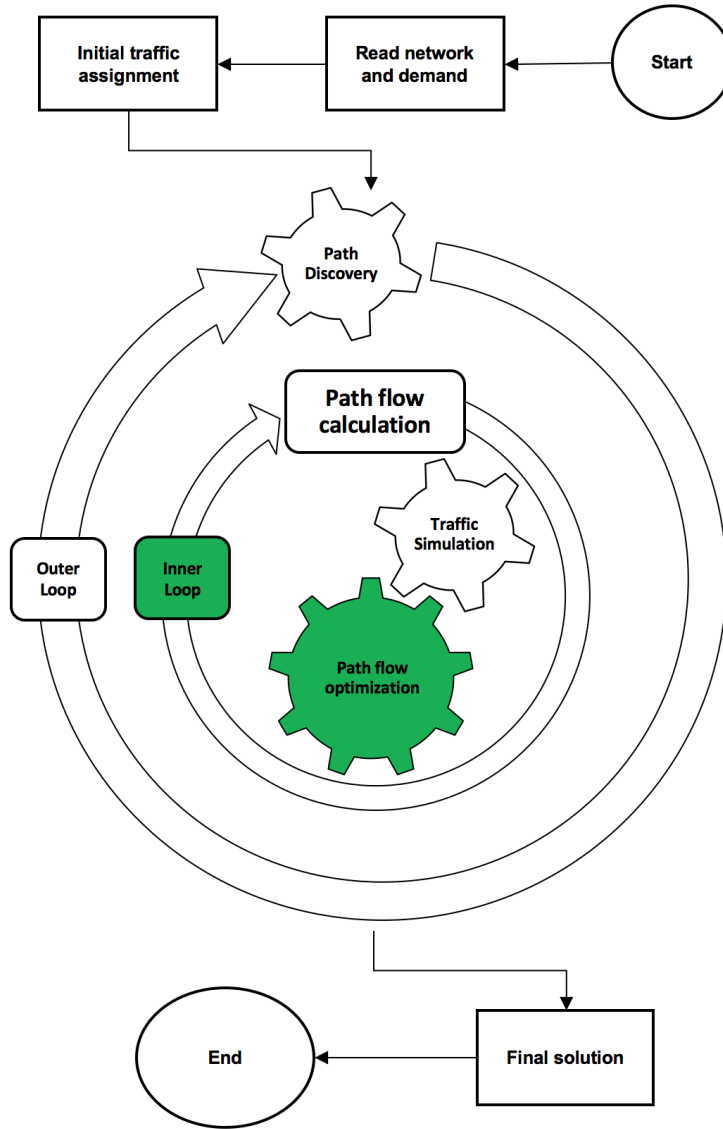 Initial traffic
assignment
Read network
and demand
Start
Path
Discovery
Path flow
calculation
Traffic
Simulation
Outer
Loop
Inner
Loop
Path flow
optimization
End
Final solution